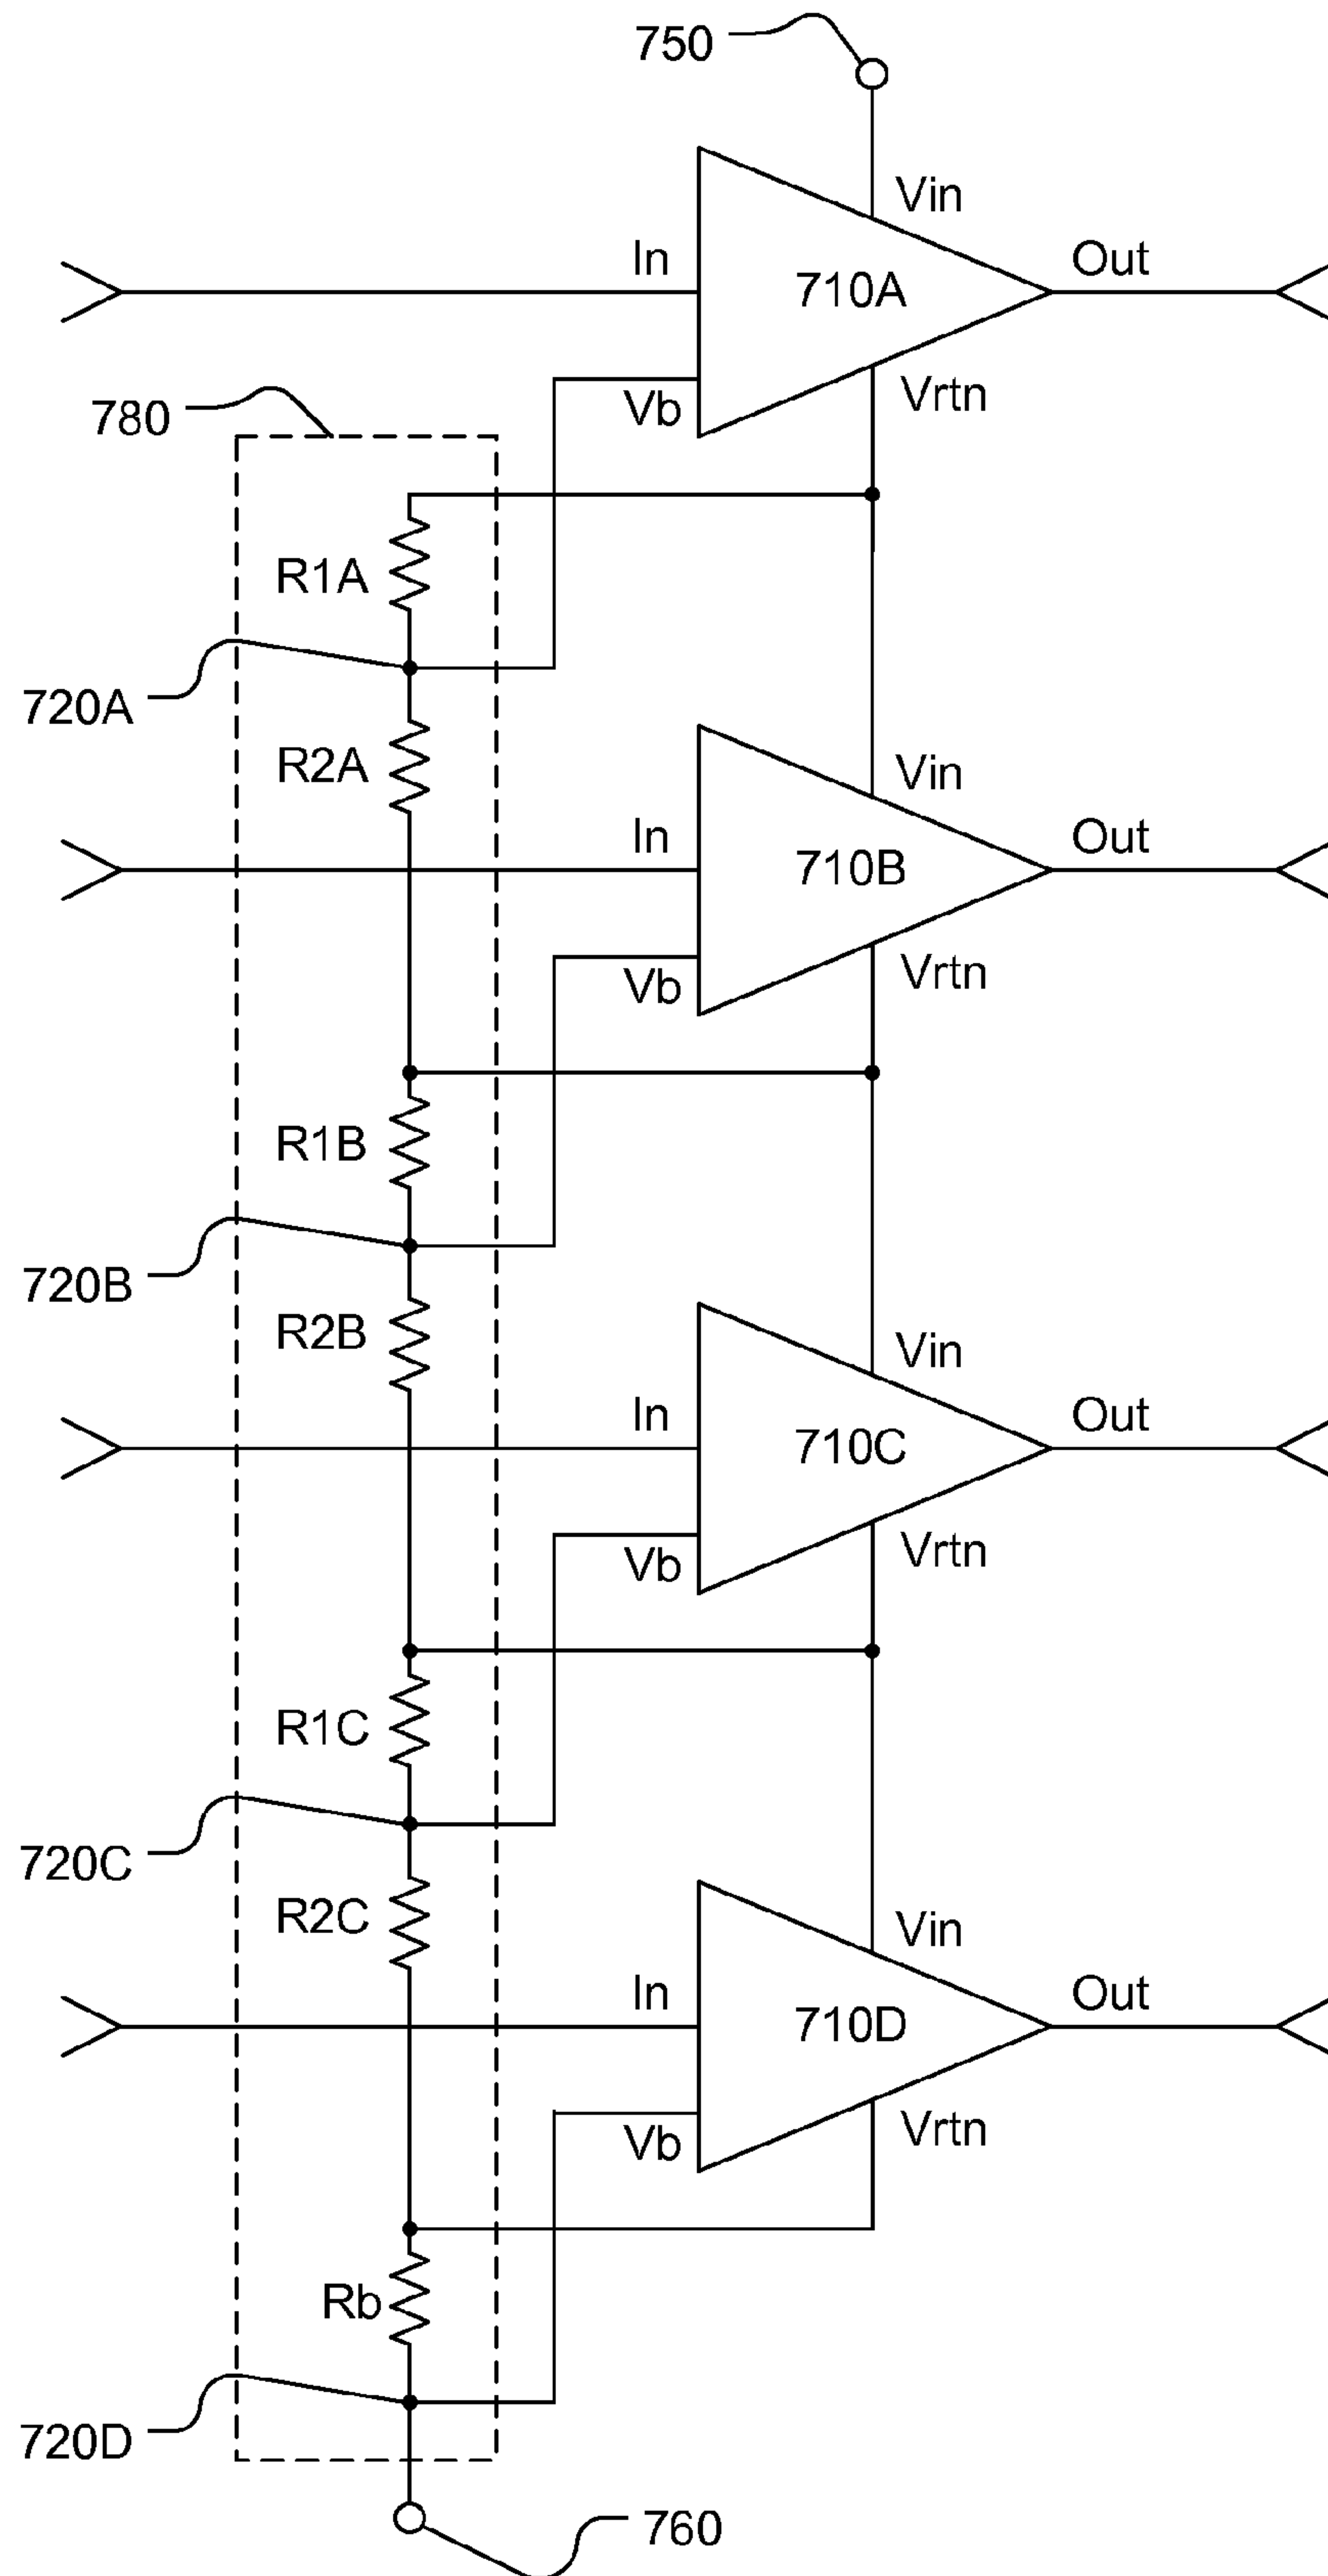 750
Vin
In
710A
Out
Vb
Vrtn
780
R1A
720A
R2A
Vin
In
710B
Out
Vb
Vrtn
R1B
720B
R2B
Vin
In
710C
Out
Vb
Vrtn
R1C
720C
R2C
Vin
In
710D
Out
Vb
Vrtn
Rb
720D
760